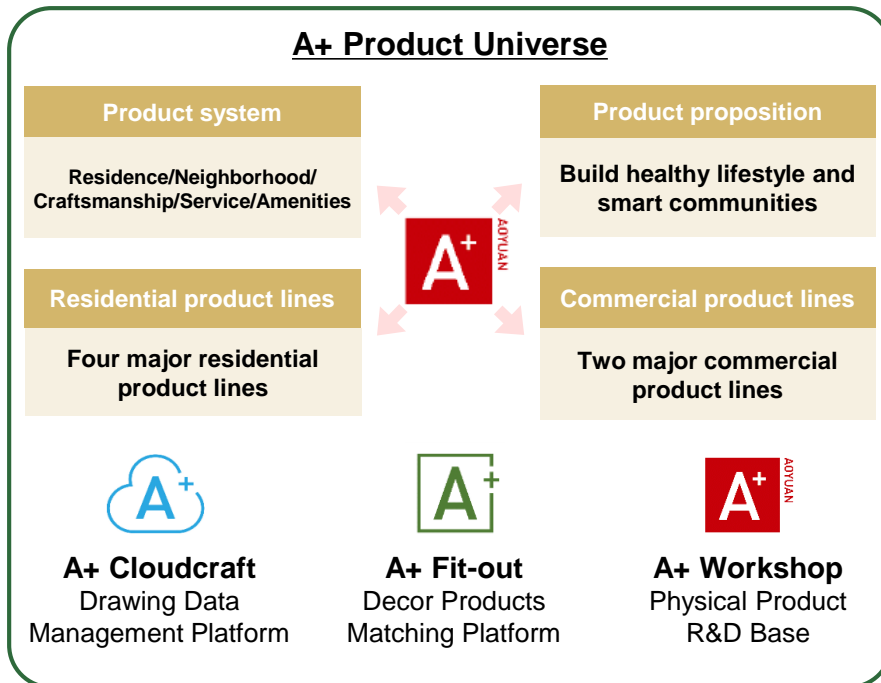 A+ Product Universe
Product system
Residence/Neighborhood/
Craftsmanship/Service/Amenities
Product proposition
Build healthy lifestyle and
smart communities
A+
AOYUAN
Residential product lines
Four major residential
product lines
Commercial product lines
Two major commercial
product lines
A+
A+
A+
AOYUAN
A+ Cloudcraft
Drawing Data
Management Platform
A+ Fit-out
Decor Products
Matching Platform
A+ Workshop
Physical Product
R&D Base